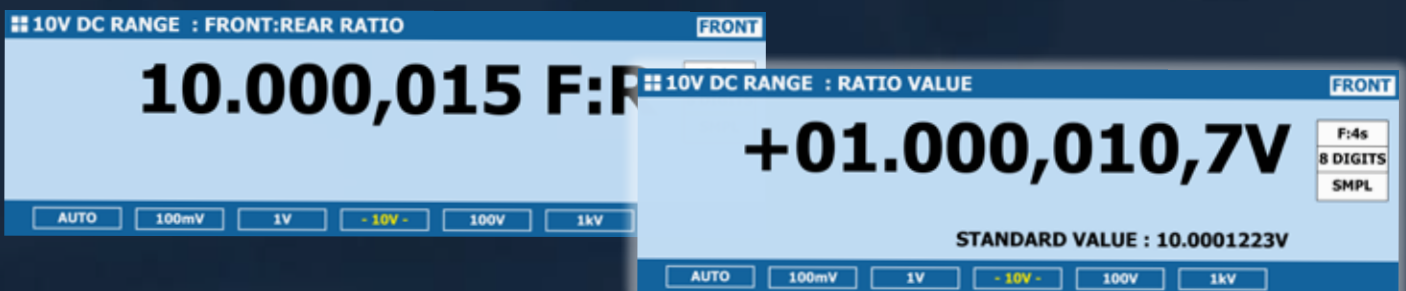 10V DC RANGE : FRONT:REAR RATIO FRONT
10.000,015 F:R
AUTO 100mV 1V - 10V - 100V 1kV
10V DC RANGE : RATIO VALUE FRONT
+01.000,010,7V
F:4s
8 DIGITS
SMPL
STANDARD VALUE : 10.0001223V
AUTO 100mV 1V - 10V - 100V 1kV